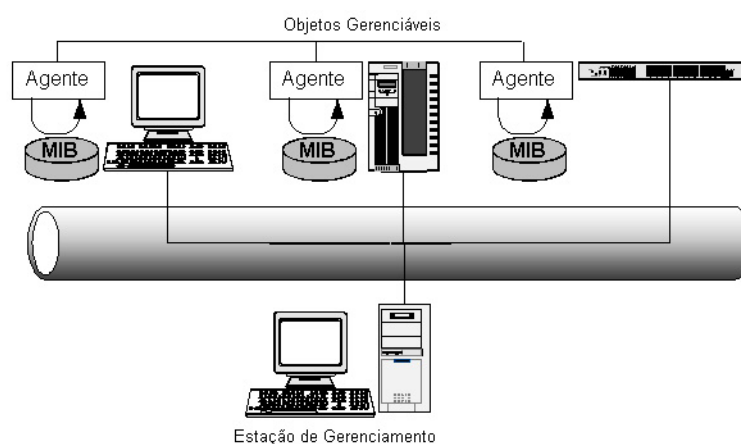 Objetos Gerenciáveis
Agente
Agente
Agente
MIB
MIB
MIB
Estação de Gerenciamento